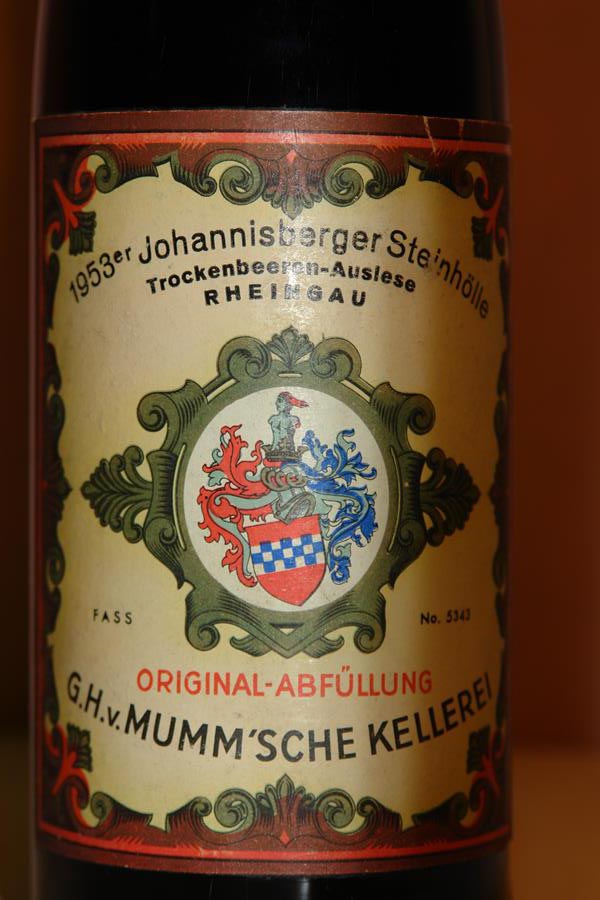 1953er Johannisberger Steinhölle
Trockenbeeren-Auslese
RHEINGAU
FASS No. 5343
ORIGINAL-ABFÜLLUNG
G.H.v.MUMM'SCHE KELLEREI